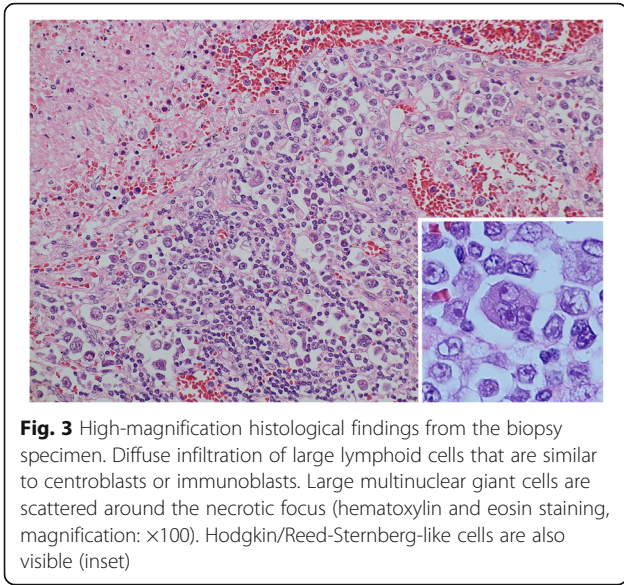 Fig. 3 High-magnification histological findings from the biopsy
specimen. Diffuse infiltration of large lymphoid cells that are similar
to centroblasts or immunoblasts. Large multinuclear giant cells are
scattered around the necrotic focus (hematoxylin and eosin staining,
magnification: ×100). Hodgkin/Reed-Sternberg-like cells are also
visible (inset)